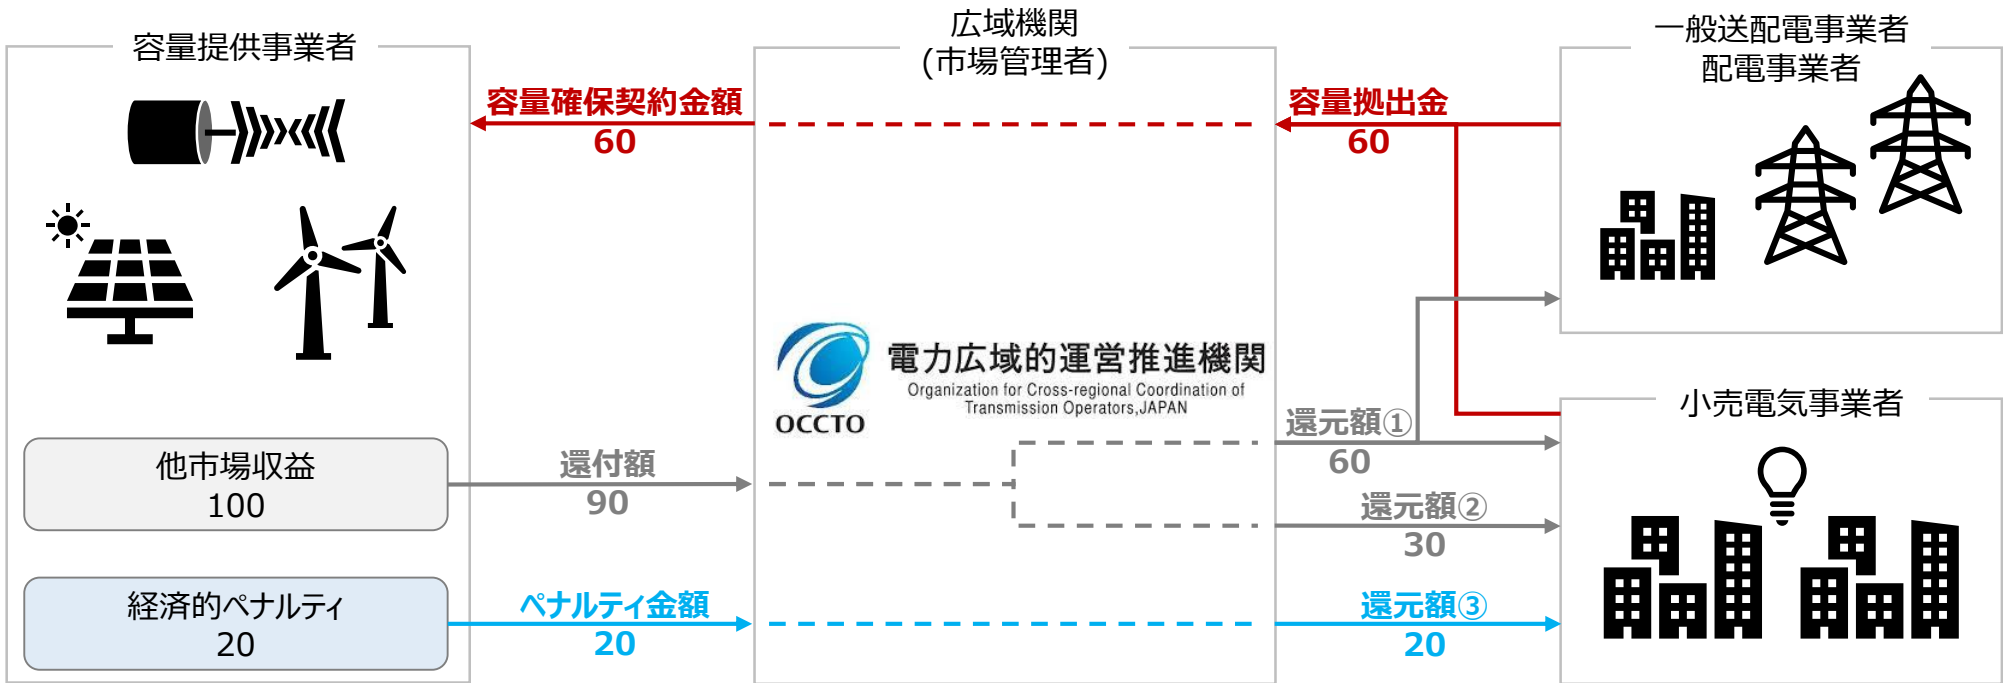 容量提供事業者
広域機関
(市場管理者)
一般送配電事業者
配電事業者
容量確保契約金額
60
容量拠出金
60
電力広域的運営推進機関
Organization for Cross-regional Coordination of
Transmission Operators,JAPAN
OCCTO
小売電気事業者
他市場収益
100
還付額
90
還元額①
60
還元額②
30
経済的ペナルティ
20
ペナルティ金額
20
還元額③
20